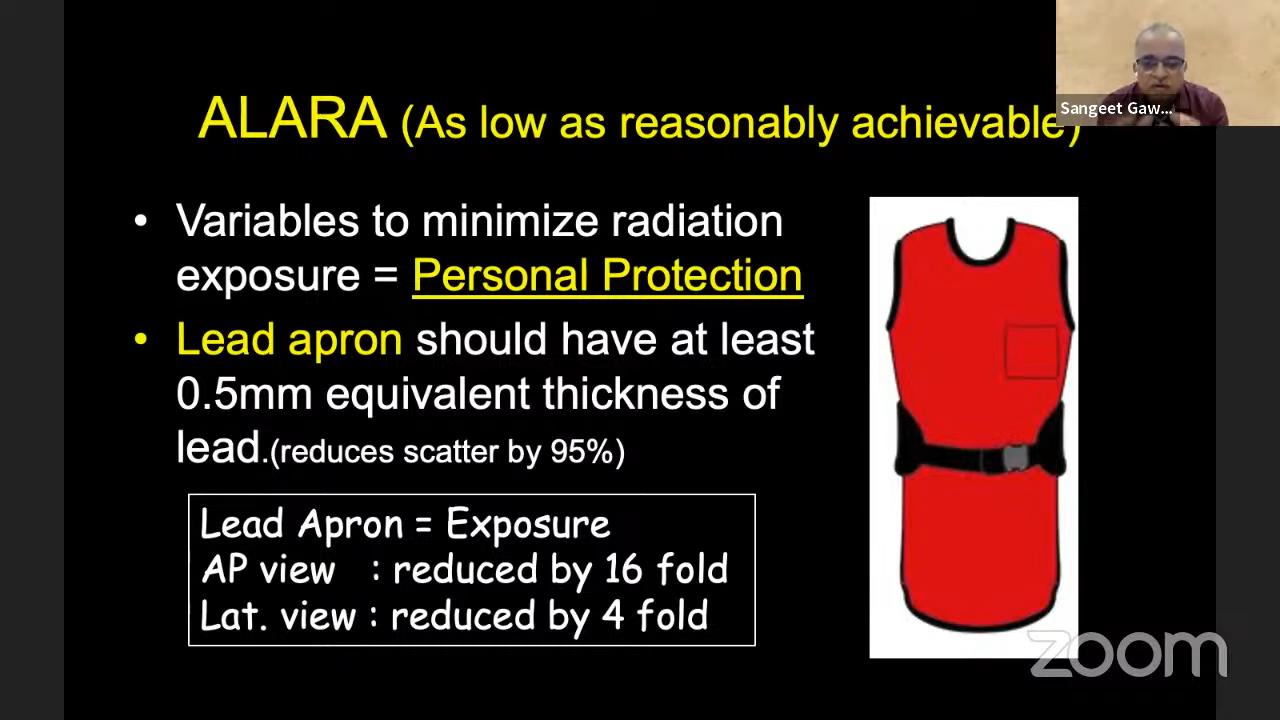 Sangeet Gaw...
ALARA (As low as reasonably achievable)
• Variables to minimize radiation
exposure = Personal Protection
• Lead apron should have at least
0.5mm equivalent thickness of
lead.(reduces scatter by 95%)
Lead Apron = Exposure
AP view : reduced by 16 fold
Lat. view : reduced by 4 fold
zoom